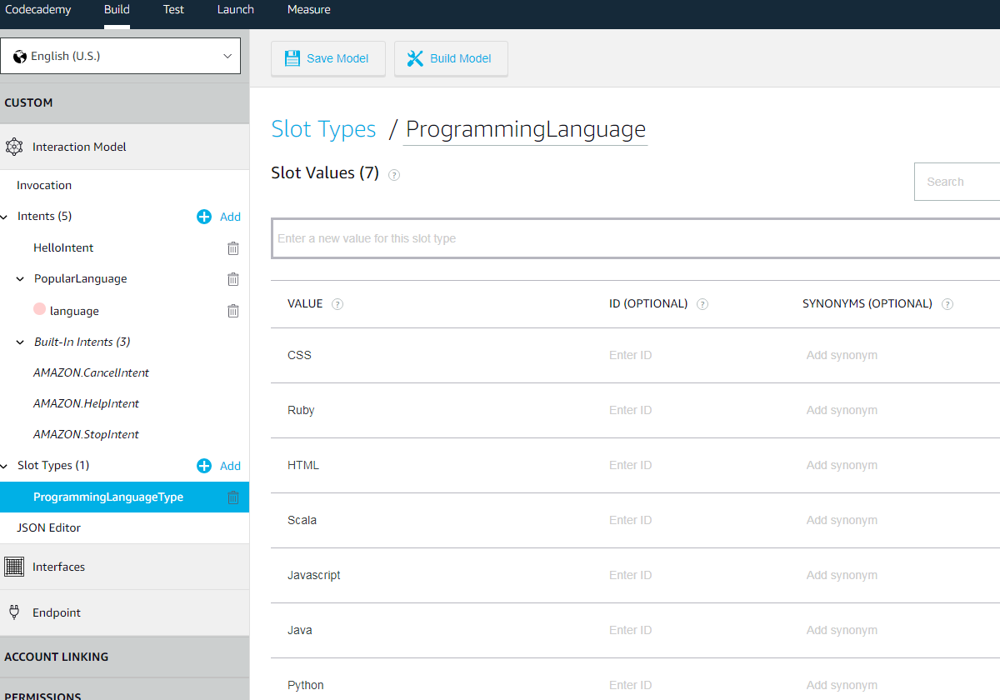 Codecademy Build Test Launch Measure
English (U.S.)
Save Model Build Model
CUSTOM
Interaction Model
Invocation
Intents (5) Add
HelloIntent
PopularLanguage
language
Built-In Intents (3)
AMAZON.CancelIntent
AMAZON.HelpIntent
AMAZON.StopIntent
Slot Types (1) Add
ProgrammingLanguageType
JSON Editor
Interfaces
Endpoint
ACCOUNT LINKING
PERMISSIONS
Slot Types / ProgrammingLanguage
Slot Values (7) ?
Search
Enter a new value for this slot type
VALUE ? ID (OPTIONAL) ? SYNONYMS (OPTIONAL) ?
CSS Enter ID Add synonym
Ruby Enter ID Add synonym
HTML Enter ID Add synonym
Scala Enter ID Add synonym
Javascript Enter ID Add synonym
Java Enter ID Add synonym
Python Enter ID Add synonym